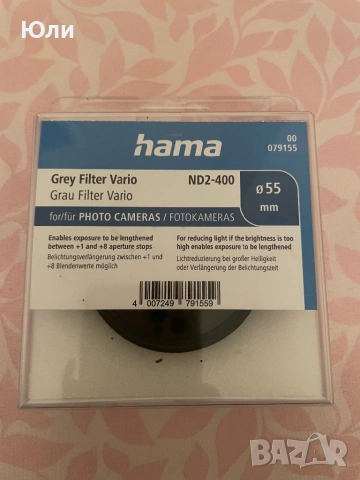 Юли
hama
00
079155
Grey Filter Vario
Grau Filter Vario
ND2-400
ø55
mm
for/für PHOTO CAMERAS / FOTOKAMERAS
Enables exposure to be lengthened
between +1 and +8 aperture stops
Belichtungsverlängerung zwischen +1 und
+8 Blendenwerte möglich
For reducing light if the brightness is too
high enables exposure to be lengthened
Lichtreduzierung bei großer Helligkeit
oder Verlängerung der Belichtungszeit
4 007249 791559
BAZAR